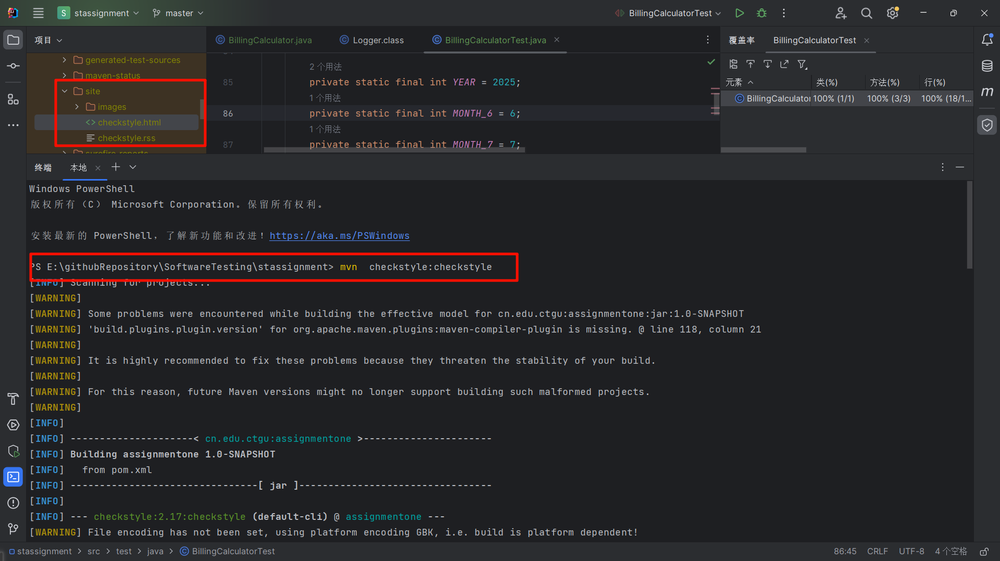 S stassignment master BillingCalculatorTest
项目
generated-test-sources
maven-status
site
images
checkstyle.html
checkstyle.rss
surefire-reports
BillingCalculator.java Logger.class BillingCalculatorTest.java
2 个用法
85 private static final int YEAR = 2025;
1 个用法
86 private static final int MONTH_6 = 6;
1 个用法
87 private static final int MONTH_7 = 7;
覆盖率 BillingCalculatorTest
元素 类(%) 方法(%) 行(%)
BillingCalculator 100% (1/1) 100% (3/3) 100% (18/1...
终端 本地
Windows PowerShell
版权所有（C） Microsoft Corporation。保留所有权利。
安装最新的 PowerShell，了解新功能和改进！https://aka.ms/PSWindows
PS E:\githubRepository\SoftwareTesting\stassignment> mvn  checkstyle:checkstyle
[INFO] Scanning for projects...
[WARNING]
[WARNING] Some problems were encountered while building the effective model for cn.edu.ctgu:assignmentone:jar:1.0-SNAPSHOT
[WARNING] 'build.plugins.plugin.version' for org.apache.maven.plugins:maven-compiler-plugin is missing. @ line 118, column 21
[WARNING]
[WARNING] It is highly recommended to fix these problems because they threaten the stability of your build.
[WARNING]
[WARNING] For this reason, future Maven versions might no longer support building such malformed projects.
[WARNING]
[INFO]
[INFO] ---------------------< cn.edu.ctgu:assignmentone >----------------------
[INFO] Building assignmentone 1.0-SNAPSHOT
[INFO]   from pom.xml
[INFO] --------------------------------[ jar ]---------------------------------
[INFO]
[INFO] --- checkstyle:2.17:checkstyle (default-cli) @ assignmentone ---
[WARNING] File encoding has not been set, using platform encoding GBK, i.e. build is platform dependent!
stassignment > src > test > java > BillingCalculatorTest 86:45 CRLF UTF-8 4 个空格